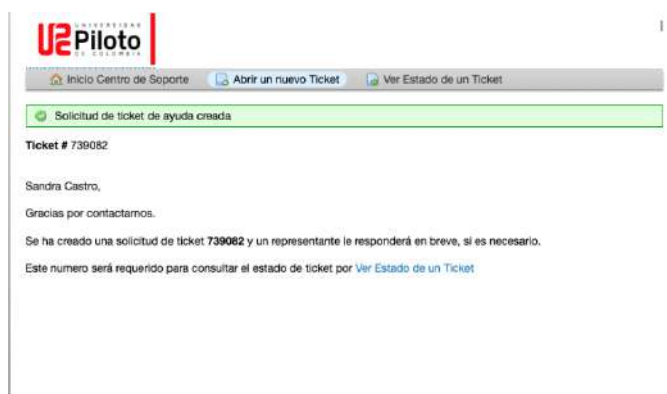 UNIVERSIDAD
Piloto
DE COLOMBIA
Inicio Centro de Soporte Abrir un nuevo Ticket Ver Estado de un Ticket
Solicitud de ticket de ayuda creada
Ticket # 739082
Sandra Castro,
Gracias por contactarnos.
Se ha creado una solicitud de ticket 739082 y un representante le responderá en breve, si es necesario.
Este numero será requerido para consultar el estado de ticket por Ver Estado de un Ticket